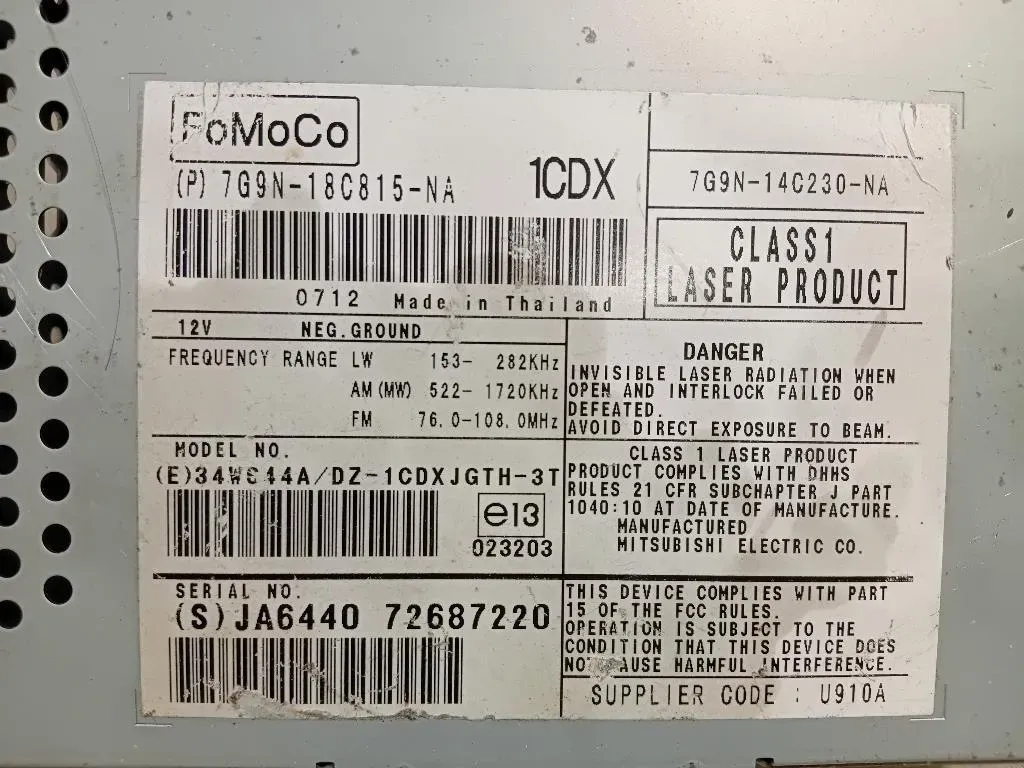 FoMoCo
(P) 7G9N-18C815-NA
1CDX
7G9N-14C230-NA
CLASS1
LASER PRODUCT
0712 Made in Thailand
12V NEG.GROUND
FREQUENCY RANGE LW 153- 282KHz
AM(MW) 522- 1720KHz
FM 76.0-108.0MHz
DANGER
INVISIBLE LASER RADIATION WHEN
OPEN AND INTERLOCK FAILED OR
DEFEATED.
AVOID DIRECT EXPOSURE TO BEAM.
MODEL NO.
(E)34W644A/DZ-1CDXJGTH-3T
e13
023203
CLASS 1 LASER PRODUCT
PRODUCT COMPLIES WITH DHHS
RULES 21 CFR SUBCHAPTER J PART
1040:10 AT DATE OF MANUFACTURE.
MANUFACTURED
MITSUBISHI ELECTRIC CO.
SERIAL NO.
(S)JA6440 72687220
THIS DEVICE COMPLIES WITH PART
15 OF THE FCC RULES.
OPERATION IS SUBJECT TO THE
CONDITION THAT THIS DEVICE DOES
NOT CAUSE HARMFUL INTERFERENCE.
SUPPLIER CODE : U910A